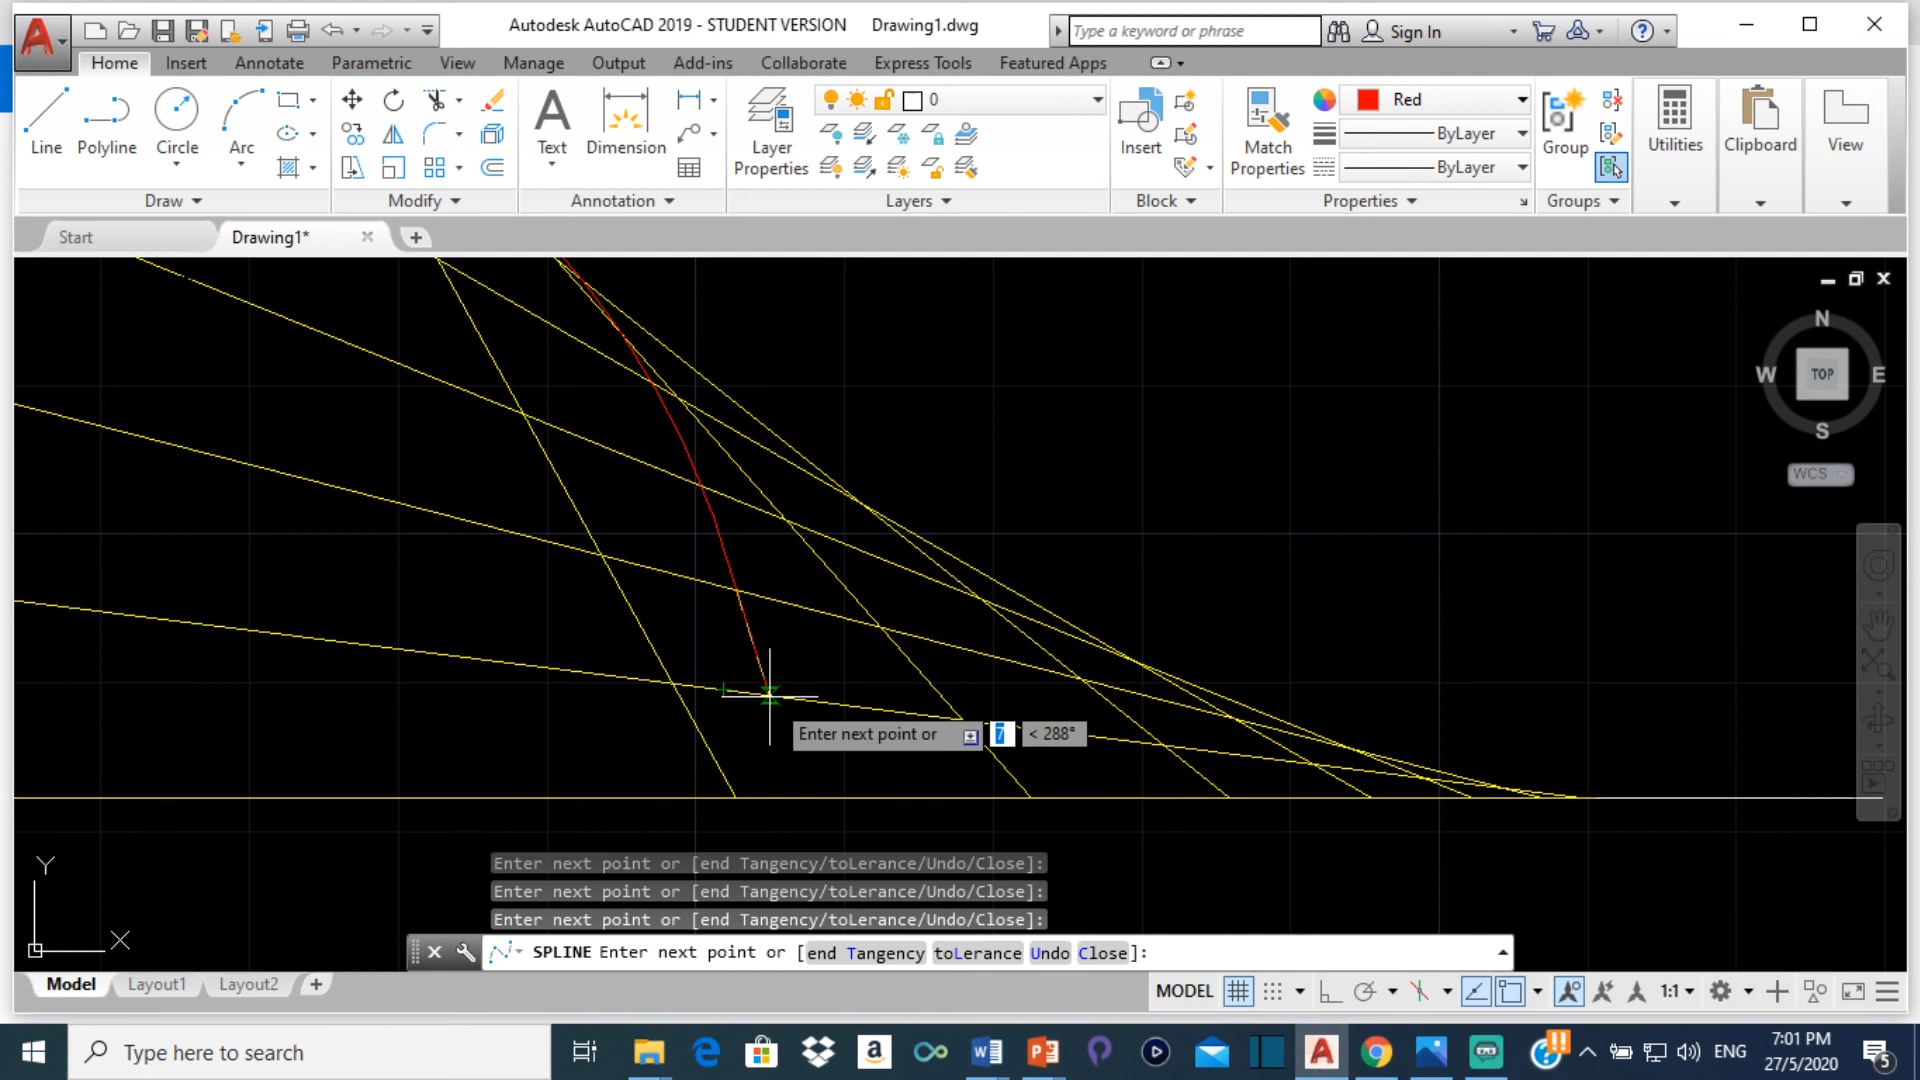 Autodesk AutoCAD 2019 - STUDENT VERSION Drawing1.dwg
Type a keyword or phrase
Sign In
Home Insert Annotate Parametric View Manage Output Add-ins Collaborate Express Tools Featured Apps
0
Red
ByLayer
ByLayer
Line Polyline Circle Arc
Text Dimension
Layer Properties
Insert
Match Properties
Group
Utilities
Clipboard
View
Draw Modify Annotation Layers Block Properties Groups
Start Drawing1*
N
W TOP E
S
WCS
Enter next point or 7 < 288°
Y
X
Enter next point or [end Tangency/toLerance/Undo/Close]:
Enter next point or [end Tangency/toLerance/Undo/Close]:
Enter next point or [end Tangency/toLerance/Undo/Close]:
SPLINE Enter next point or [end Tangency toLerance Undo Close]:
Model Layout1 Layout2
MODEL 1:1
Type here to search
ENG
7:01 PM
27/5/2020
5